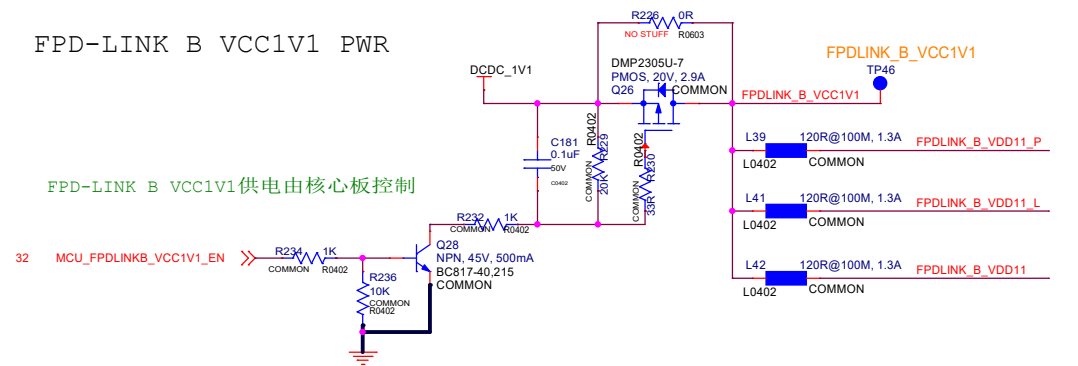 FPD-LINK B VCC1V1 PWR
R226
0R
NO STUFF
R0603
DCDC_1V1
DMP2305U-7
PMOS, 20V, 2.9A
Q26
COMMON
FPDLINK_B_VCC1V1
TP46
FPDLINK_B_VCC1V1
C181
0.1uF
50V
C0402
R0402
R229
COMMON
20K
R0402
R230
COMMON
33R
L39
120R@100M, 1.3A
L0402
COMMON
FPDLINK_B_VDD11_P
L41
120R@100M, 1.3A
L0402
COMMON
FPDLINK_B_VDD11_L
L42
120R@100M, 1.3A
L0402
COMMON
FPDLINK_B_VDD11
FPD-LINK B VCC1V1供电由核心板控制
R232
1K
COMMON
R0402
32
MCU_FPDLINKB_VCC1V1_EN
R234
1K
COMMON
R0402
Q28
NPN, 45V, 500mA
BC817-40,215
COMMON
R236
10K
COMMON
R0402